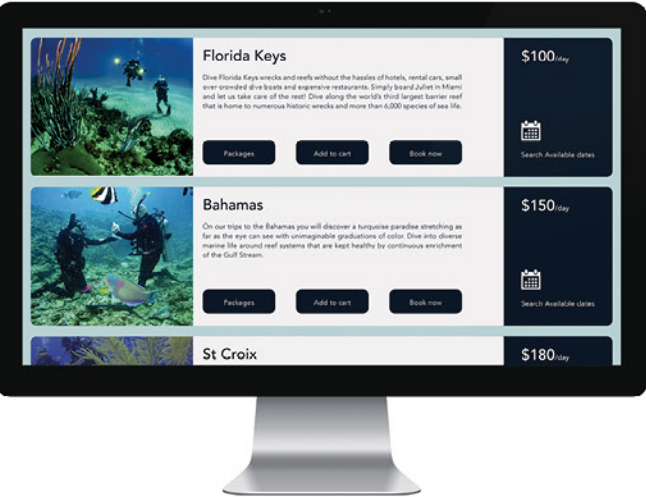 Florida Keys
$100/day
Dive Florida Keys wrecks and reefs without the hassles of hotels, rental cars, small
over-crowded dive boats and expensive restaurants. Simply board Juliet in Miami
and let us take care of the rest! Dive along the world's third largest barrier reef
that is home to numerous historic wrecks and more than 6,000 species of sea life.
Packages
Add to cart
Book now
Search Available dates
Bahamas
$150/day
On our trips to the Bahamas you will discover a turquoise paradise stretching as
far as the eye can see with unimaginable graduations of color. Dive into diverse
marine life around reef systems that are kept healthy by continuous enrichment
of the Gulf Stream.
Packages
Add to cart
Book now
Search Available dates
St Croix
$180/day